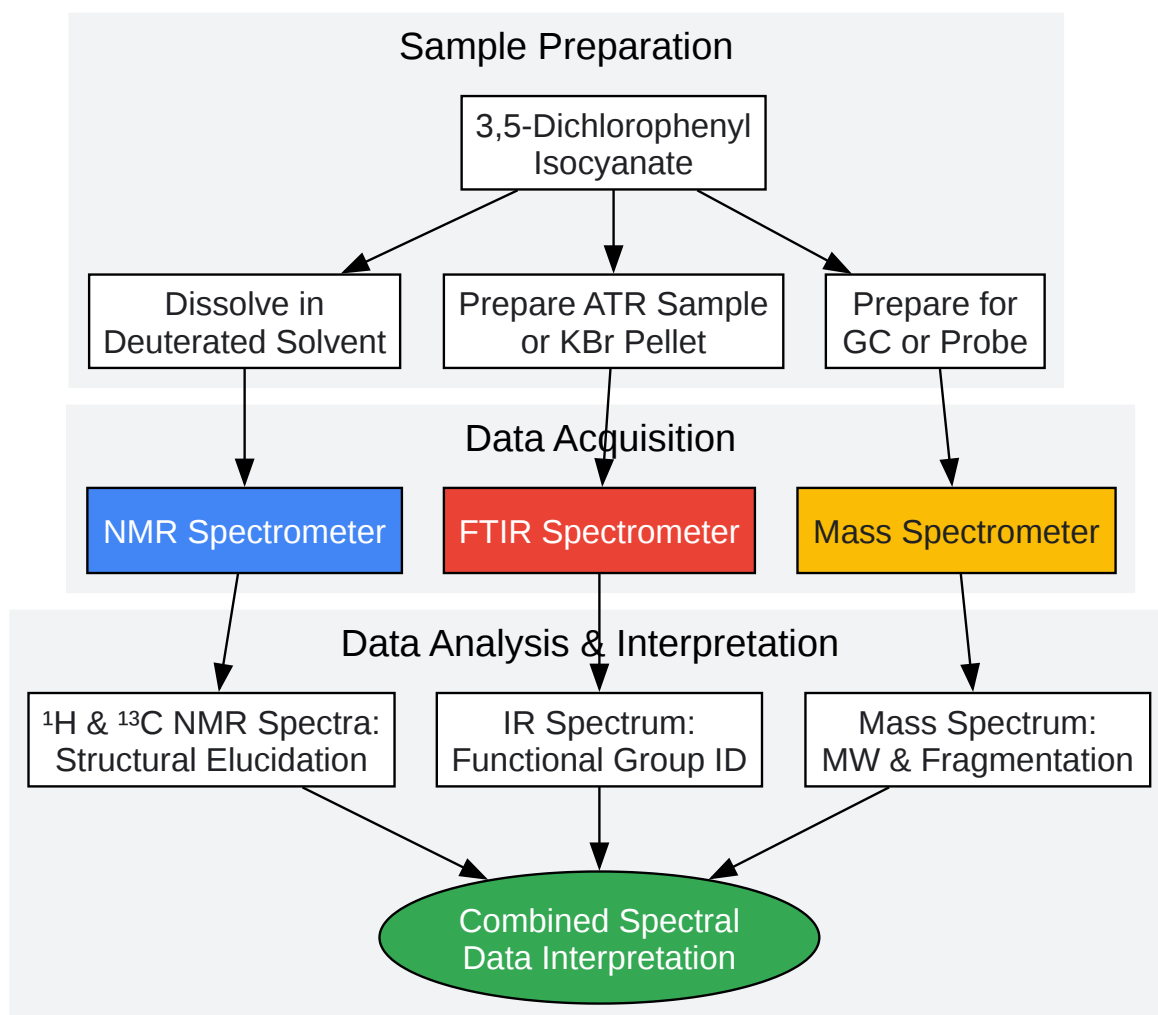 Sample Preparation
3,5-Dichlorophenyl
Isocyanate
Dissolve in
Deuterated Solvent
Prepare ATR Sample
or KBr Pellet
Prepare for
GC or Probe
Data Acquisition
NMR Spectrometer
FTIR Spectrometer
Mass Spectrometer
Data Analysis & Interpretation
¹H & ¹³C NMR Spectra:
Structural Elucidation
IR Spectrum:
Functional Group ID
Mass Spectrum:
MW & Fragmentation
Combined Spectral
Data Interpretation